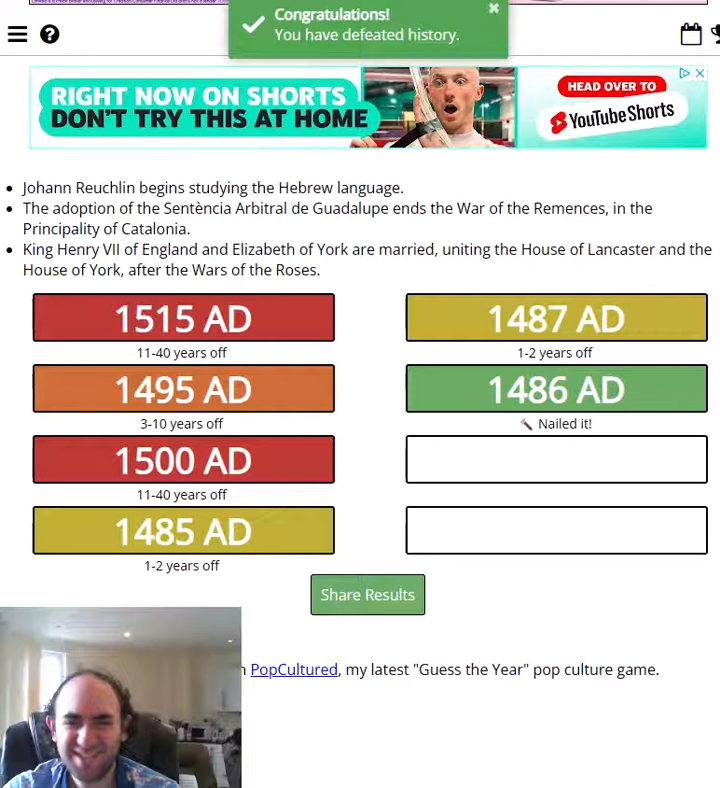 Congratulations!
You have defeated history.
RIGHT NOW ON SHORTS
DON'T TRY THIS AT HOME
HEAD OVER TO
YouTube Shorts
Johann Reuchlin begins studying the Hebrew language.
The adoption of the Sentència Arbitral de Guadalupe ends the War of the Remences, in the
Principality of Catalonia.
King Henry VII of England and Elizabeth of York are married, uniting the House of Lancaster and the
House of York, after the Wars of the Roses.
1515 AD
11-40 years off
1495 AD
3-10 years off
1500 AD
11-40 years off
1485 AD
1-2 years off
1487 AD
1-2 years off
1486 AD
Nailed it!
Share Results
PopCultured, my latest "Guess the Year" pop culture game.